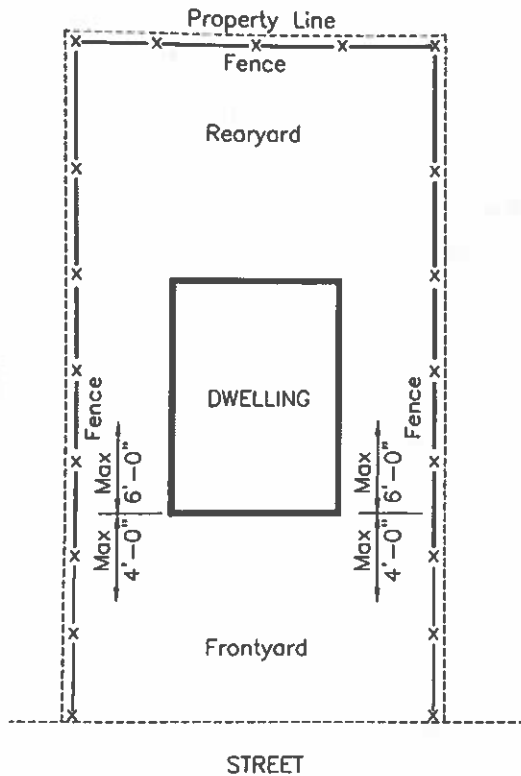 Property Line
Fence
Rearyard
DWELLING
Fence
Fence
Max
6'-0"
Max
6'-0"
Max
4'-0"
Max
4'-0"
Frontyard
STREET